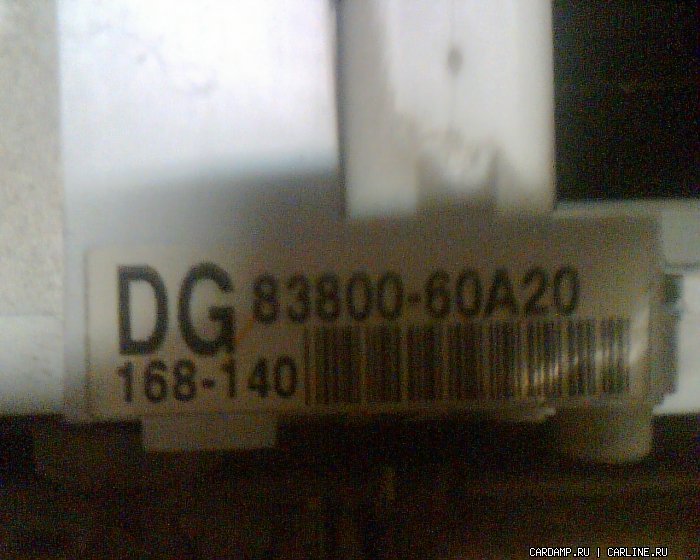 DG 83800-60A20
168-140
CARDAMP.RU | CARLINE.RU